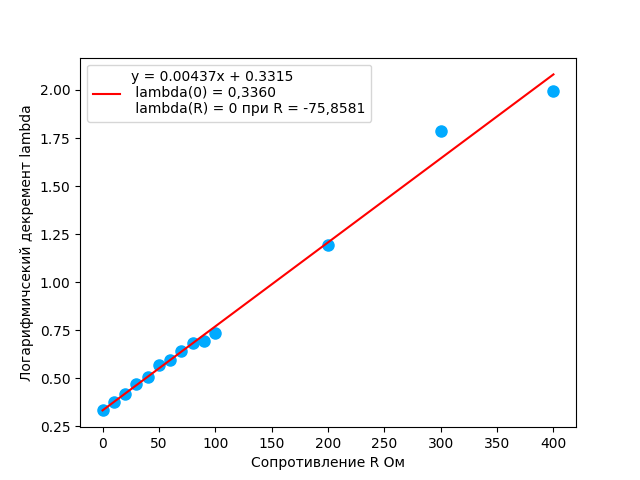 y = 0.00437x + 0.3315
lambda(0) = 0,3360
lambda(R) = 0 при R = -75,8581
2.00
1.75
1.50
1.25
1.00
0.75
0.50
0.25
Логарифмичсекий декремент lambda
0 50 100 150 200 250 300 350 400
Сопротивление R Ом